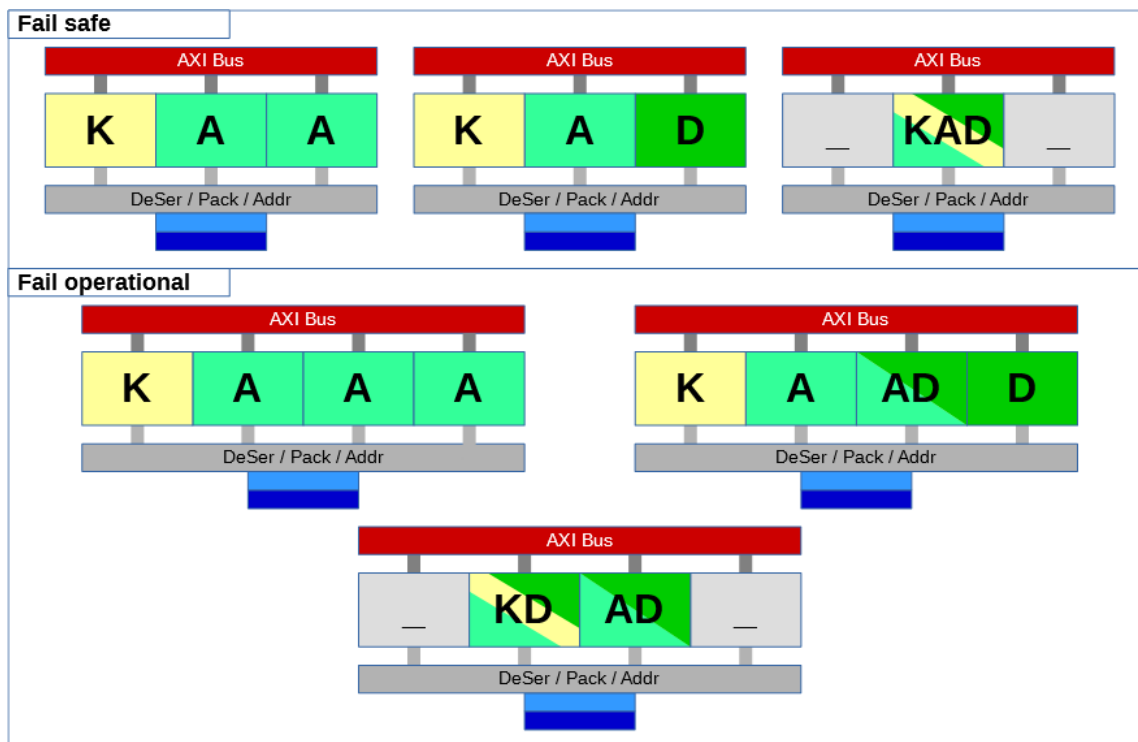 Fail safe
AXI Bus AXI Bus AXI Bus
K A A K A D _ KAD _
DeSer / Pack / Addr DeSer / Pack / Addr DeSer / Pack / Addr
Fail operational
AXI Bus AXI Bus
K A A A K A AD D
DeSer / Pack / Addr DeSer / Pack / Addr
AXI Bus
_ KD AD _
DeSer / Pack / Addr